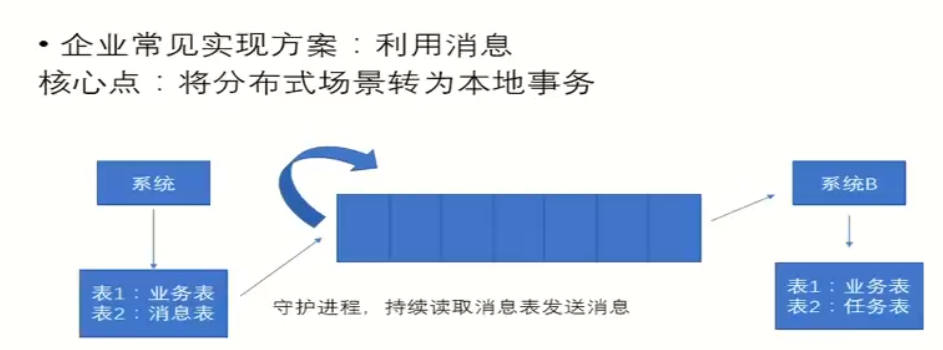 • 企业常见实现方案：利用消息
核心点：将分布式场景转为本地事务
系统
系统B
表1：业务表
表2：消息表
守护进程，持续读取消息表发送消息
表1：业务表
表2：任务表